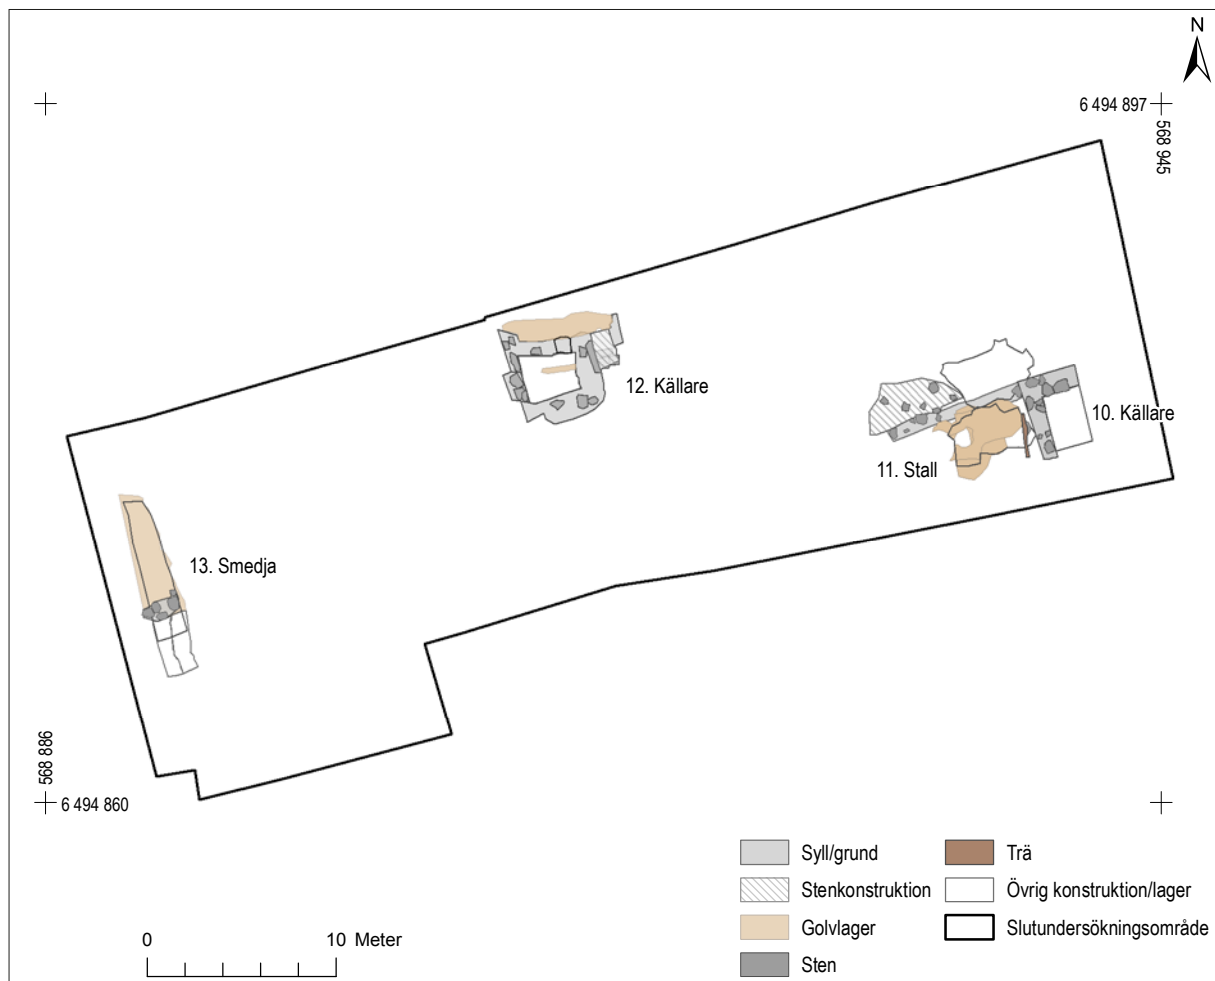 N
6 494 897
568 945
12. Källare
10. Källare
11. Stall
13. Smedja
568 886
6 494 860
Syll/grund
Stenkonstruktion
Golvlager
Sten
Trä
Övrig konstruktion/lager
Slutundersökningsområde
0 10 Meter